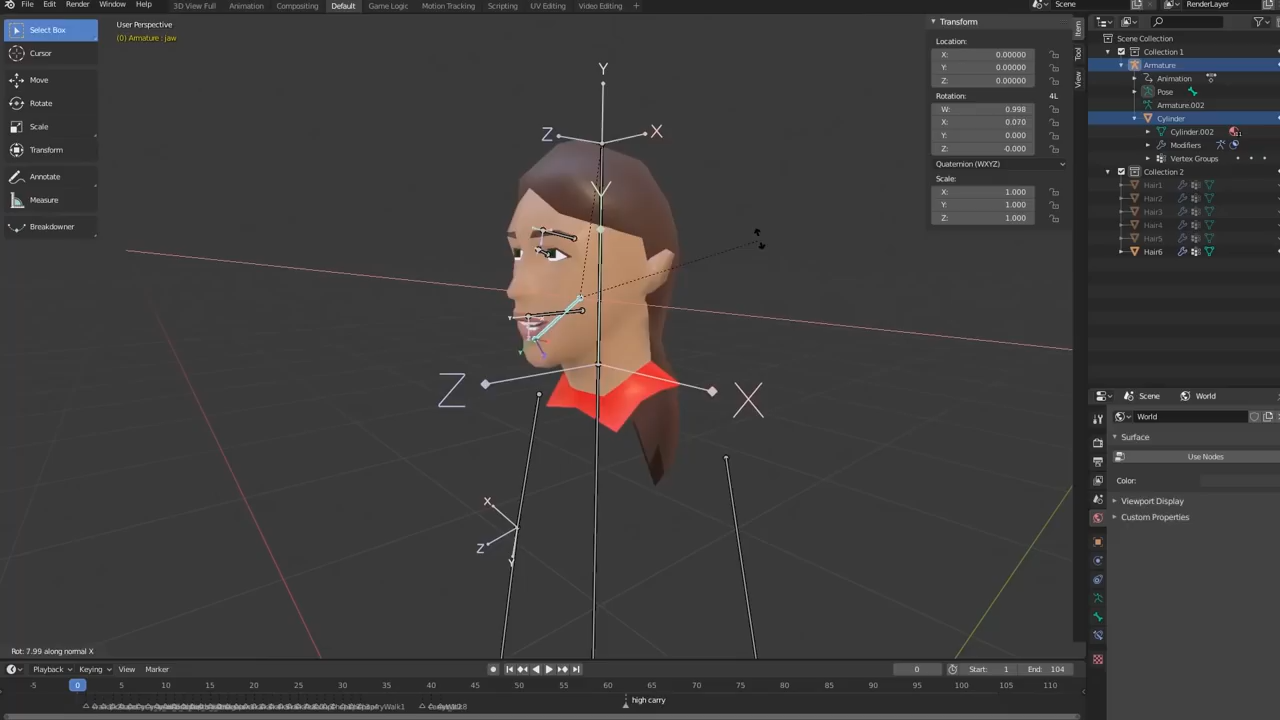 File Edit Render Window Help 3D View Full Animation Compositing Default Game Logic Motion Tracking Scripting UV Editing Video Editing + Scene RenderLayer
Select Box
Cursor
Move
Rotate
Scale
Transform
Annotate
Measure
Breakdowner
User Perspective
(0) Armature : jaw
Y
Z
X
Y
Z
X
X
Z
Y
Rot: 7.99 along normal X
Transform
Location:
X: 0.00000
Y: 0.00000
Z: 0.00000
Rotation: 4L
W: 0.998
X: 0.070
Y: 0.000
Z: -0.000
Quaternion (WXYZ)
Scale:
X: 1.000
Y: 1.000
Z: 1.000
Item
Tool
View
Scene Collection
Collection 1
Armature
Animation
Pose
Armature.002
Cylinder
Cylinder.002
Modifiers
Vertex Groups
Collection 2
Hair1
Hair2
Hair3
Hair4
Hair5
Hair6
Scene World
World
Surface
Use Nodes
Color:
Viewport Display
Custom Properties
Playback Keying View Marker 0 Start: 1 End: 104
-5 0 5 10 15 20 25 30 35 40 45 50 55 60 65 70 75 80 85 90 95 100 105 110
high carry